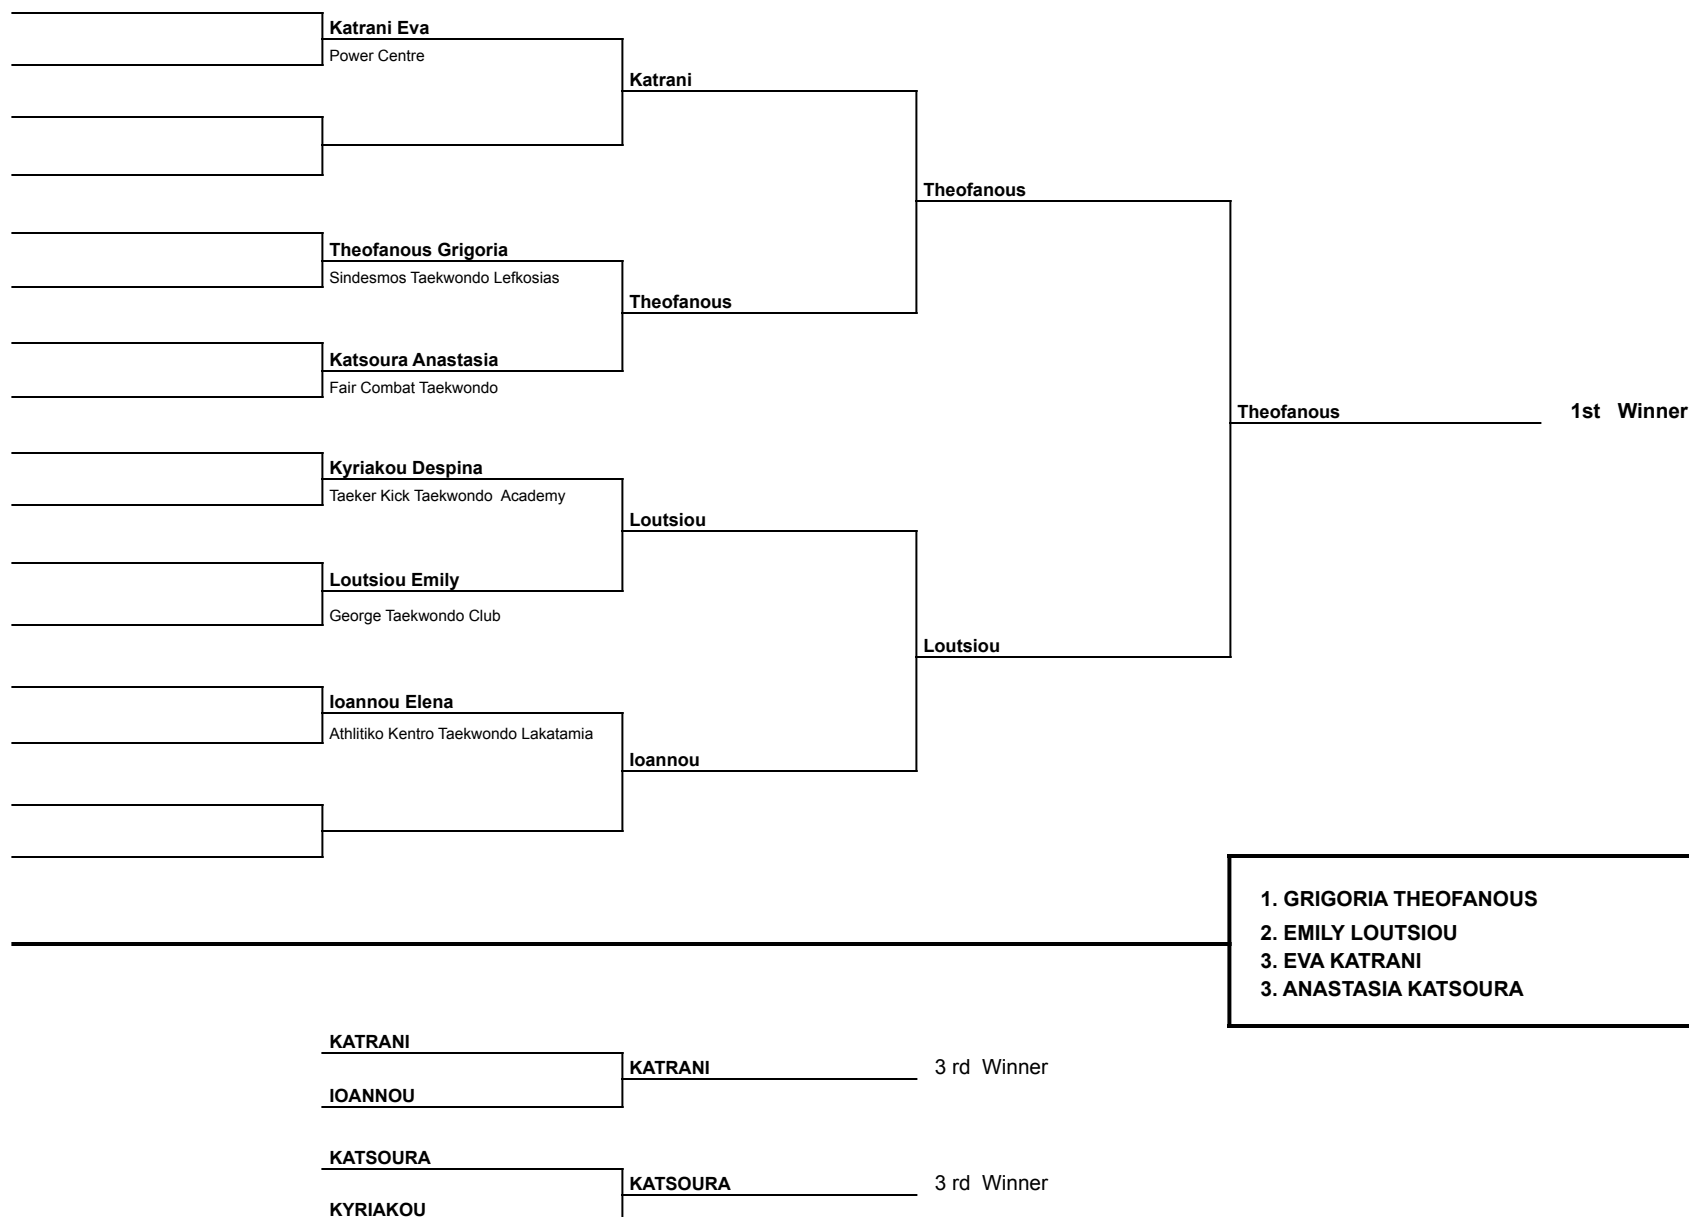 Katrani Eva
Power Centre
Katrani
Theofanous
Theofanous Grigoria
Sindesmos Taekwondo Lefkosias
Theofanous
Katsoura Anastasia
Fair Combat Taekwondo
Theofanous
1st Winner
Kyriakou Despina
Taeker Kick Taekwondo Academy
Loutsiou
Loutsiou Emily
George Taekwondo Club
Loutsiou
Ioannou Elena
Athlitiko Kentro Taekwondo Lakatamia
Ioannou
1. GRIGORIA THEOFANOUS
2. EMILY LOUTSIOU
3. EVA KATRANI
3. ANASTASIA KATSOURA
KATRANI
KATRANI
3 rd Winner
IOANNOU
KATSOURA
KATSOURA
3 rd Winner
KYRIAKOU